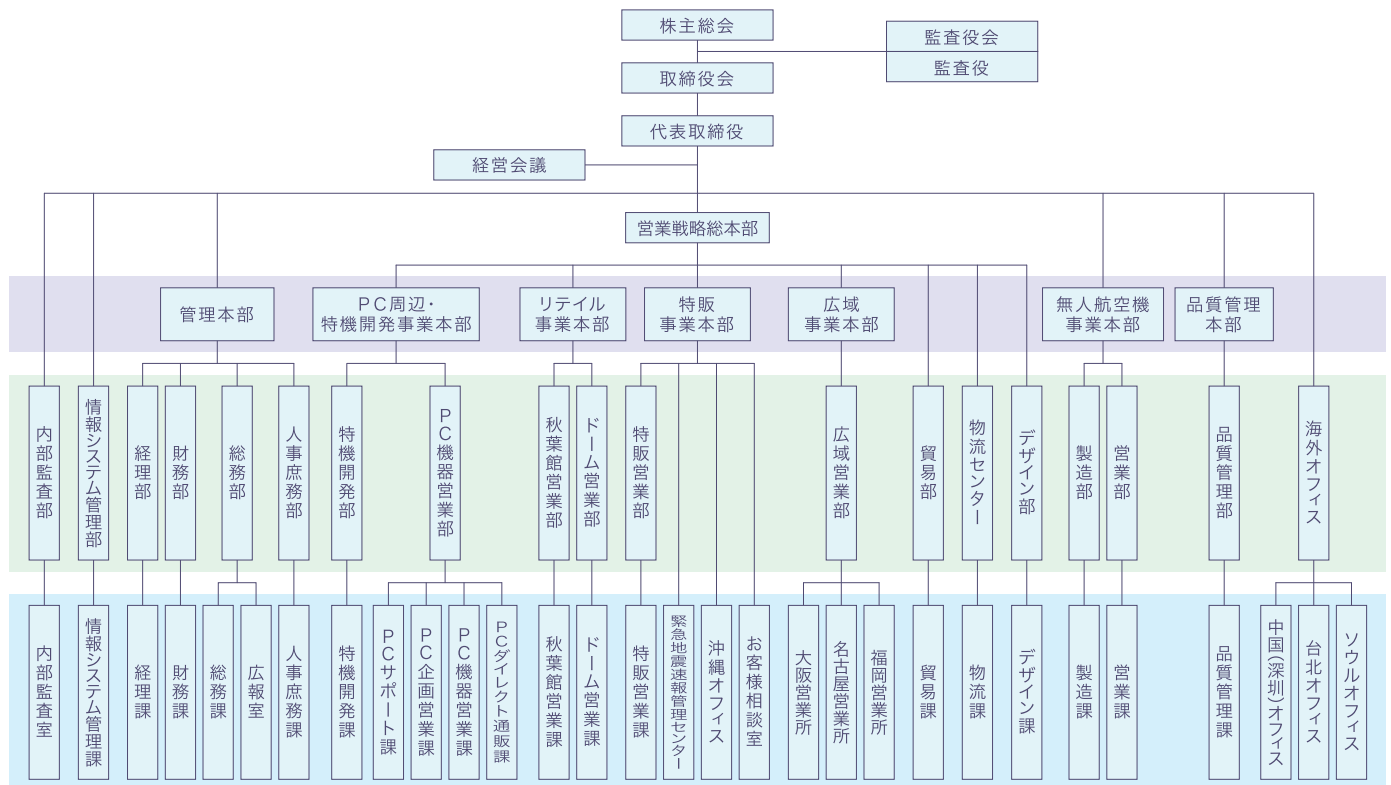 株主総会
監査役会
監査役
取締役会
代表取締役
経営会議
営業戦略総本部
管理本部
PC周辺・
特機開発事業本部
リテイル
事業本部
特販
事業本部
広域
事業本部
無人航空機
事業本部
品質管理
本部
内部監査部
情報システム管理部
経理部
財務部
総務部
人事庶務部
特機開発部
PC機器営業部
秋葉館営業部
ドーム営業部
特販営業部
広域営業部
貿易部
物流センター
デザイン部
製造部
営業部
品質管理部
海外オフィス
内部監査室
情報システム管理課
経理課
財務課
総務課
広報室
人事庶務課
特機開発課
PCサポート課
PC企画営業課
PC機器営業課
PCダイレクト通販課
秋葉館営業課
ドーム営業課
特販営業課
緊急地震速報管理センター
沖縄オフィス
お客様相談室
大阪営業所
名古屋営業所
福岡営業所
貿易課
物流課
デザイン課
製造課
営業課
品質管理課
中国(深圳)オフィス
台北オフィス
ソウルオフィス